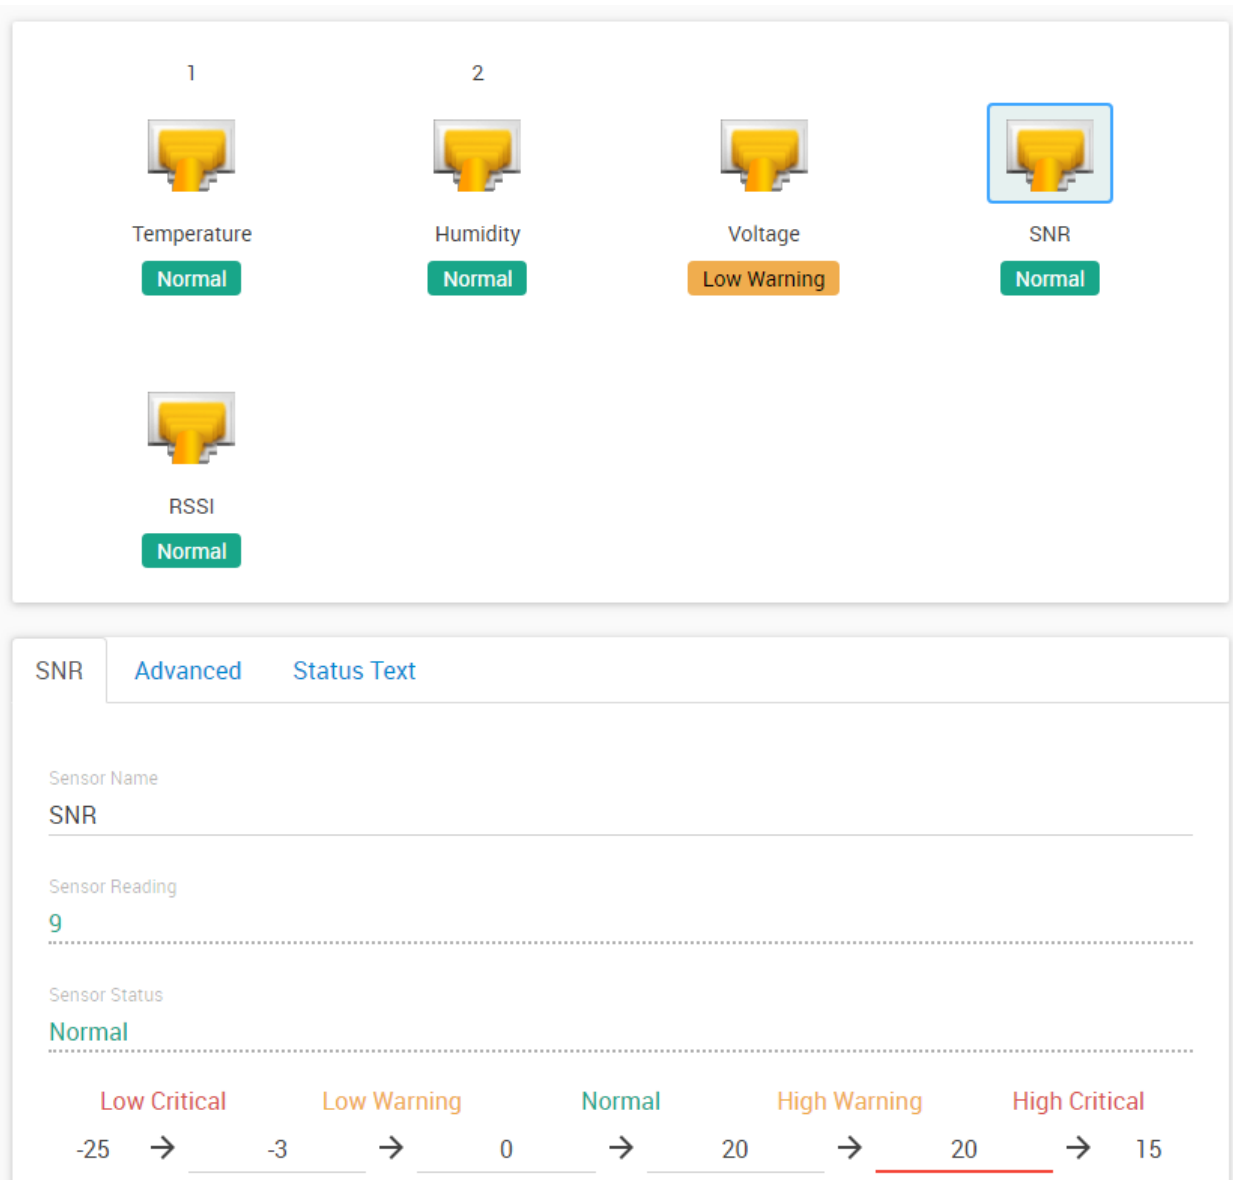 1 2
Temperature Humidity Voltage SNR
Normal Normal Low Warning Normal
RSSI
Normal
SNR Advanced Status Text
Sensor Name
SNR
Sensor Reading
9
Sensor Status
Normal
Low Critical Low Warning Normal High Warning High Critical
-25 → -3 → 0 → 20 → 20 → 15